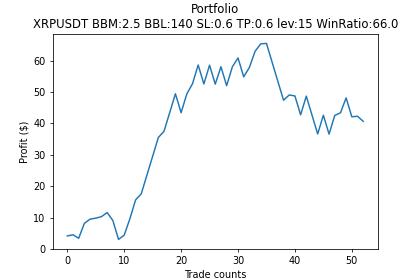 Portfolio
XRPUSDT BBM:2.5 BBL:140 SL:0.6 TP:0.6 lev:15 WinRatio:66.0
Profit ($)
60
50
40
30
20
10
0
0 10 20 30 40 50
Trade counts